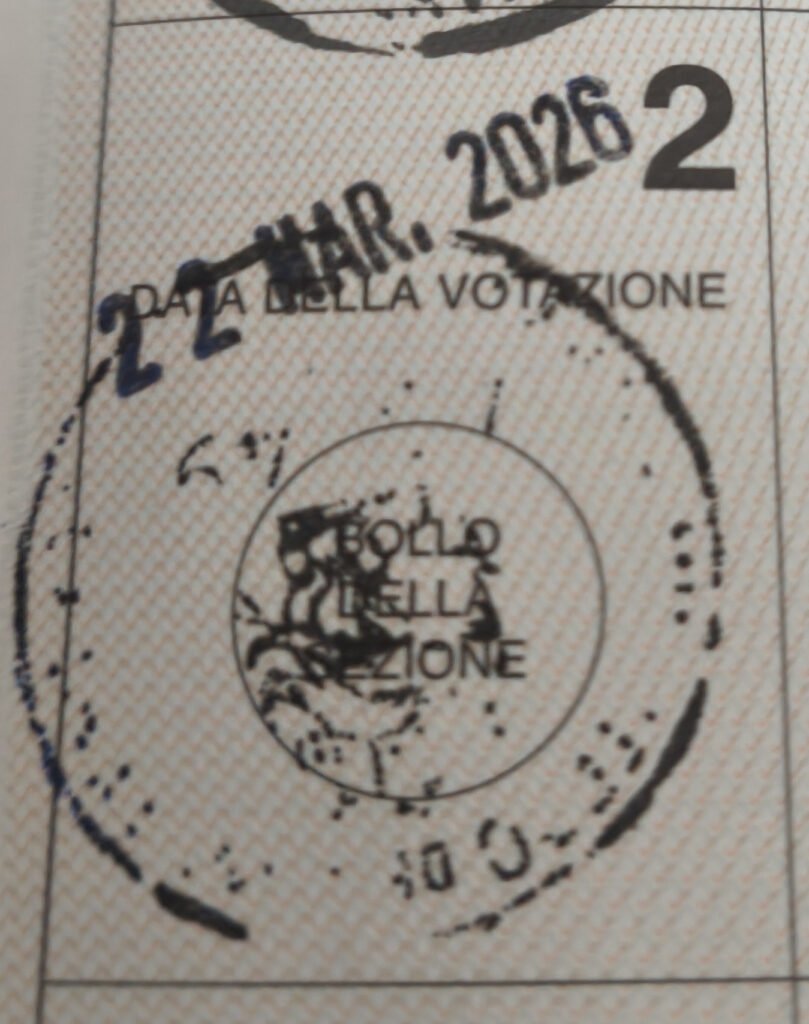 2
22 MAR. 2026
DATA DELLA VOTAZIONE
BOLLO
DELLA
SEZIONE